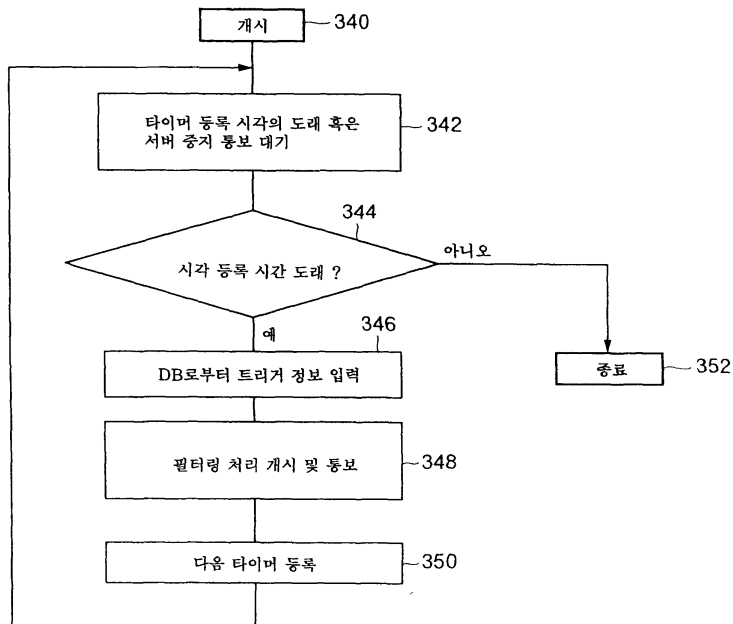 개시
340
타이머 등록 시각의 도래 혹은
서버 중지 통보 대기
342
344
시각 등록 시간 도래 ?
아니오
예
346
DB로부터 트리거 정보 입력
종료
352
필터링 처리 개시 및 통보
348
다음 타이머 등록
350